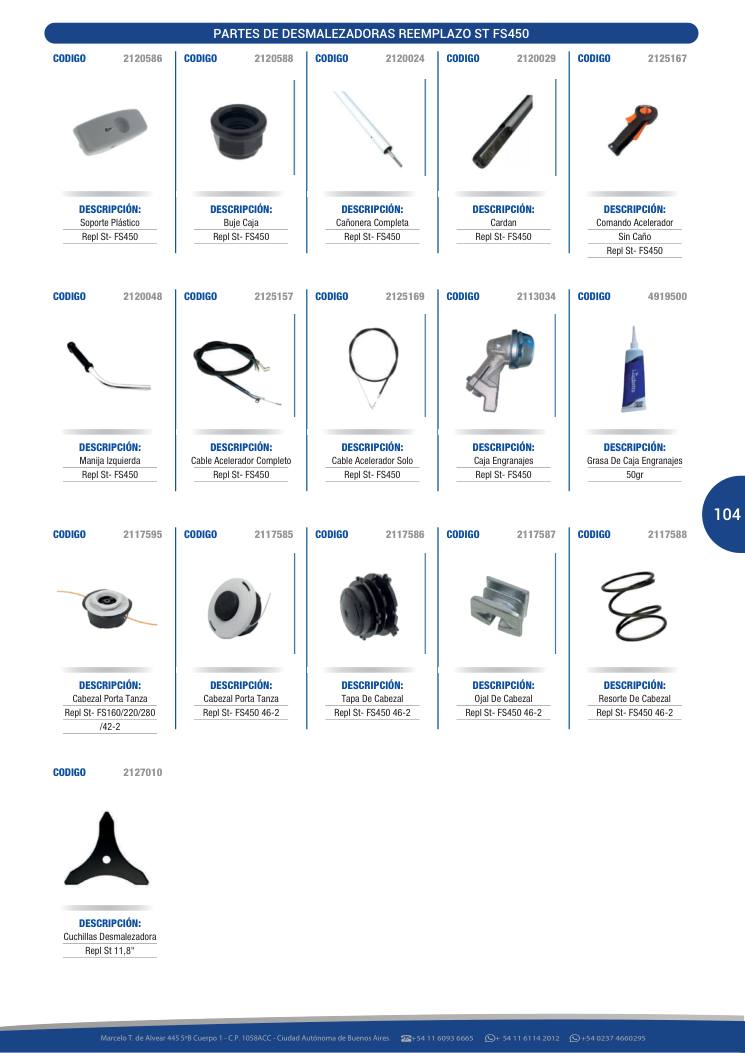 PARTES DE DESMALEZADORAS REEMPLAZO ST FS450
CODIGO 2120586
DESCRIPCIÓN:
Soporte Plástico
Repl St- FS450
CODIGO 2120588
DESCRIPCIÓN:
Buje Caja
Repl St- FS450
CODIGO 2120024
DESCRIPCIÓN:
Cañonera Completa
Repl St- FS450
CODIGO 2120029
DESCRIPCIÓN:
Cardan
Repl St- FS450
CODIGO 2125167
DESCRIPCIÓN:
Comando Acelerador
Sin Caño
Repl St- FS450
CODIGO 2120048
DESCRIPCIÓN:
Manija Izquierda
Repl St- FS450
CODIGO 2125157
DESCRIPCIÓN:
Cable Acelerador Completo
Repl St- FS450
CODIGO 2125169
DESCRIPCIÓN:
Cable Acelerador Solo
Repl St- FS450
CODIGO 2113034
DESCRIPCIÓN:
Caja Engranajes
Repl St- FS450
CODIGO 4919500
DESCRIPCIÓN:
Grasa De Caja Engranajes
50gr
104
CODIGO 2117595
DESCRIPCIÓN:
Cabezal Porta Tanza
Repl St- FS160/220/280
/42-2
CODIGO 2117585
DESCRIPCIÓN:
Cabezal Porta Tanza
Repl St- FS450 46-2
CODIGO 2117586
DESCRIPCIÓN:
Tapa De Cabezal
Repl St- FS450 46-2
CODIGO 2117587
DESCRIPCIÓN:
Ojal De Cabezal
Repl St- FS450 46-2
CODIGO 2117588
DESCRIPCIÓN:
Resorte De Cabezal
Repl St- FS450 46-2
CODIGO 2127010
DESCRIPCIÓN:
Cuchillas Desmalezadora
Repl St 11,8"
Marcelo T. de Alvear 445 5ºB Cuerpo 1 - C.P. 1058ACC - Ciudad Autónoma de Buenos Aires +54 11 6093 6665 + 54 11 6114 2012 +54 0237 4660295